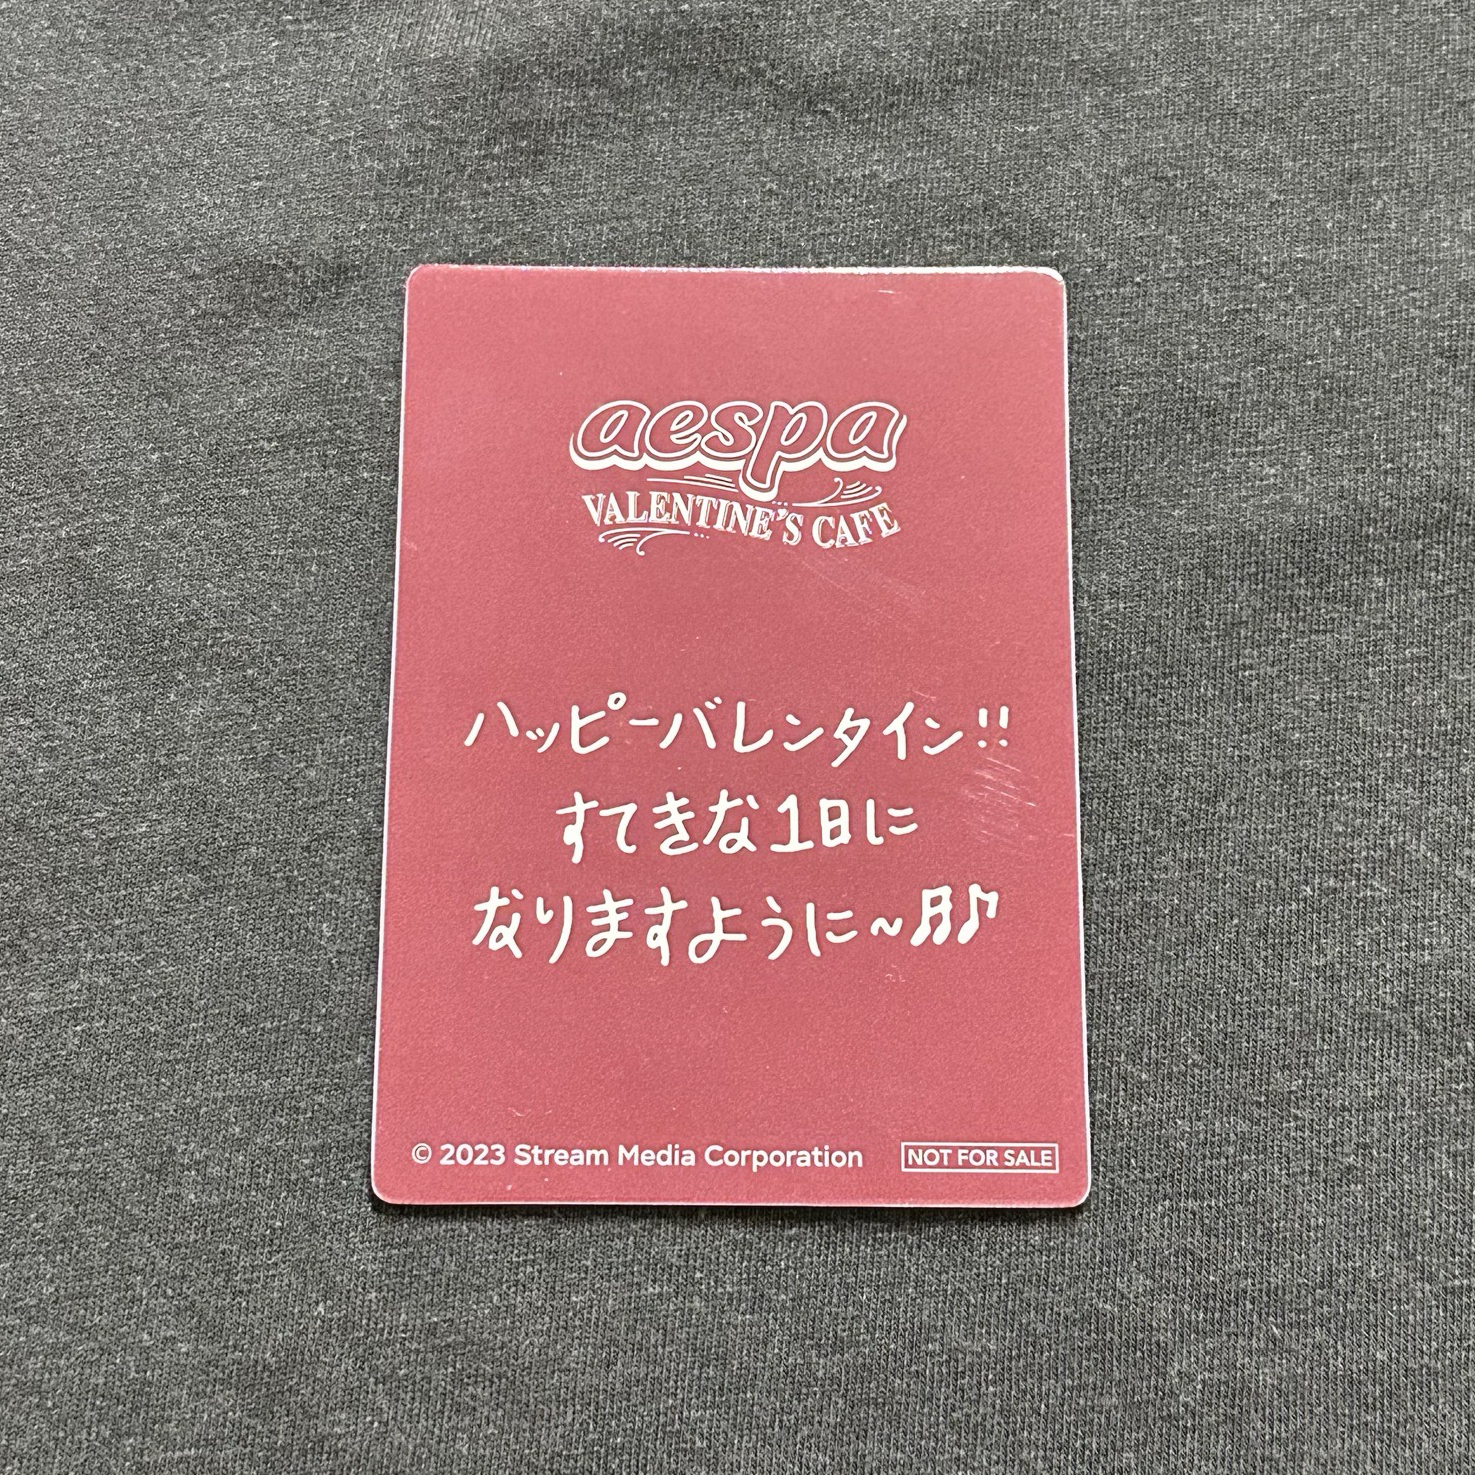 aespa
VALENTINE'S CAFE
ハッピーバレンタイン!!
すてきな1日に
なりますように~♬♪
© 2023 Stream Media Corporation
NOT FOR SALE